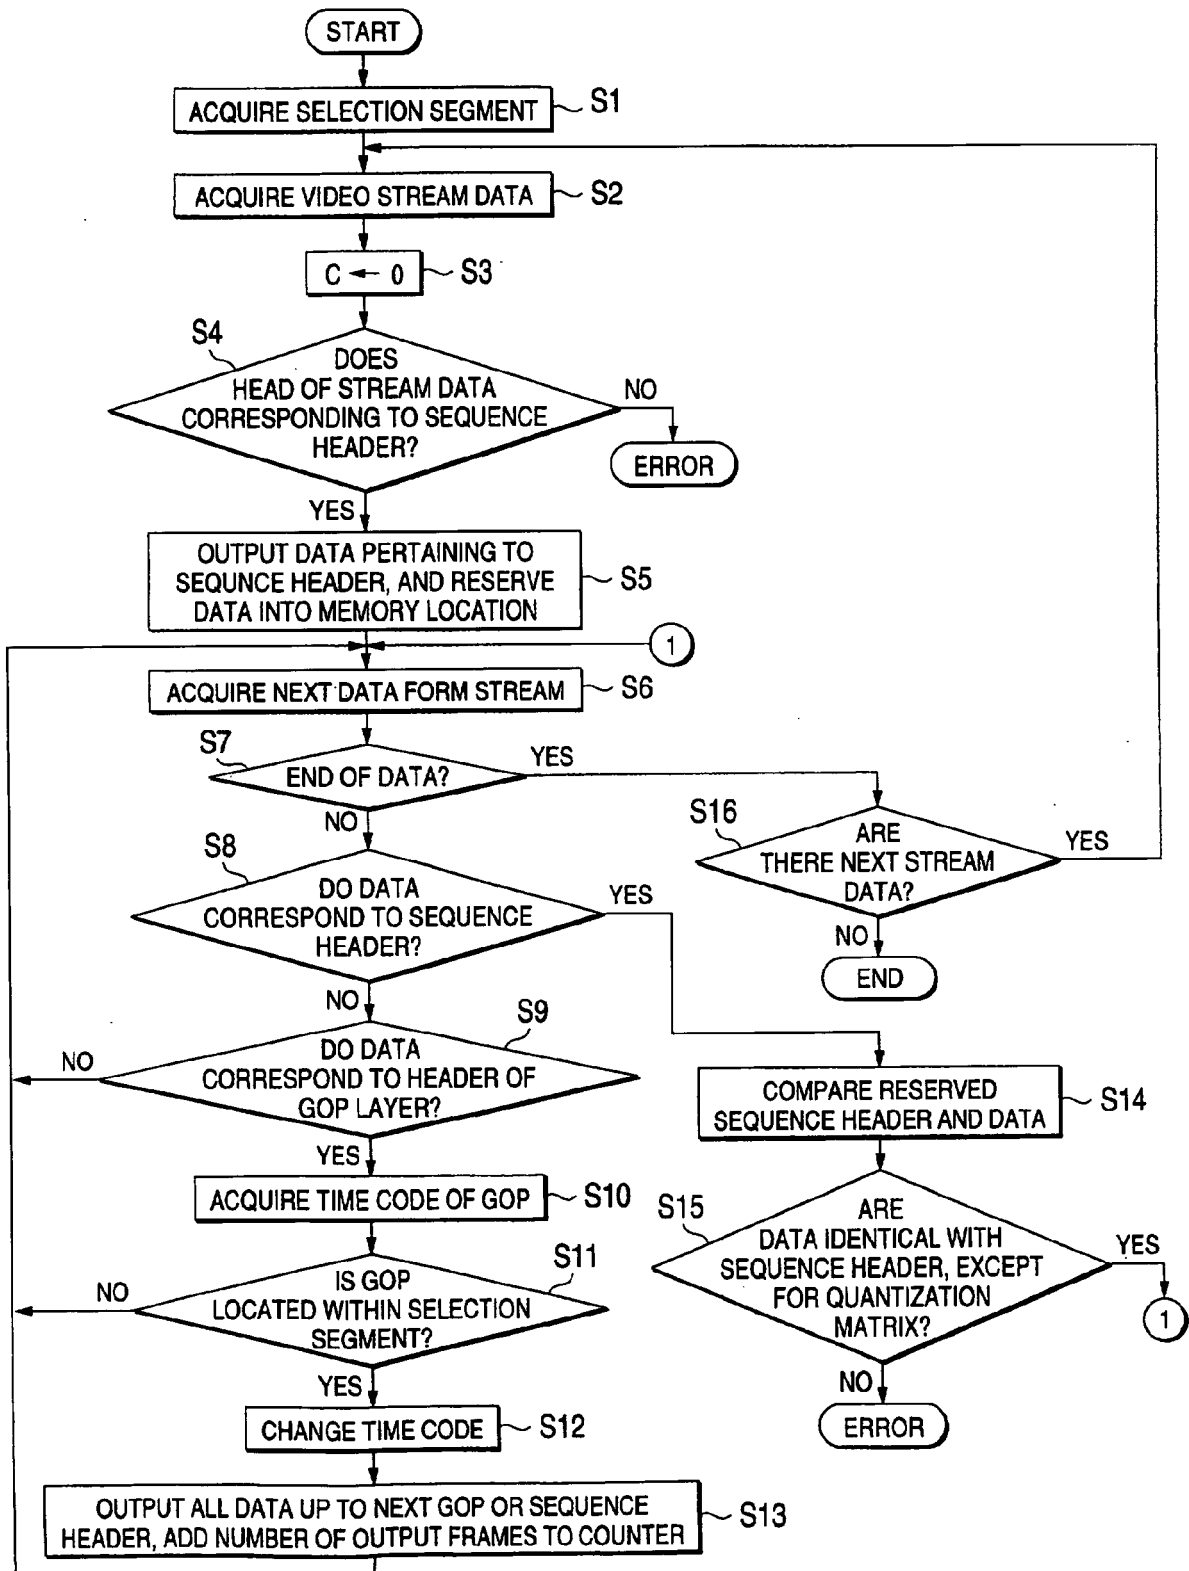 START
ACQUIRE SELECTION SEGMENT
S1
ACQUIRE VIDEO STREAM DATA
S2
C ← 0
S3
S4
DOES
HEAD OF STREAM DATA
CORRESPONDING TO SEQUENCE
HEADER?
NO
ERROR
YES
OUTPUT DATA PERTAINING TO
SEQUNCE HEADER, AND RESERVE
DATA INTO MEMORY LOCATION
S5
1
ACQUIRE NEXT DATA FORM STREAM
S6
S7
END OF DATA?
YES
NO
S16
ARE
THERE NEXT STREAM
DATA?
YES
NO
END
S8
DO DATA
CORRESPOND TO SEQUENCE
HEADER?
YES
NO
S9
DO DATA
CORRESPOND TO HEADER OF
GOP LAYER?
NO
YES
COMPARE RESERVED
SEQUENCE HEADER AND DATA
S14
ACQUIRE TIME CODE OF GOP
S10
S15
ARE
DATA IDENTICAL WITH
SEQUENCE HEADER, EXCEPT
FOR QUANTIZATION
MATRIX?
YES
1
NO
ERROR
S11
IS GOP
LOCATED WITHIN SELECTION
SEGMENT?
NO
YES
CHANGE TIME CODE
S12
OUTPUT ALL DATA UP TO NEXT GOP OR SEQUENCE
HEADER, ADD NUMBER OF OUTPUT FRAMES TO COUNTER
S13